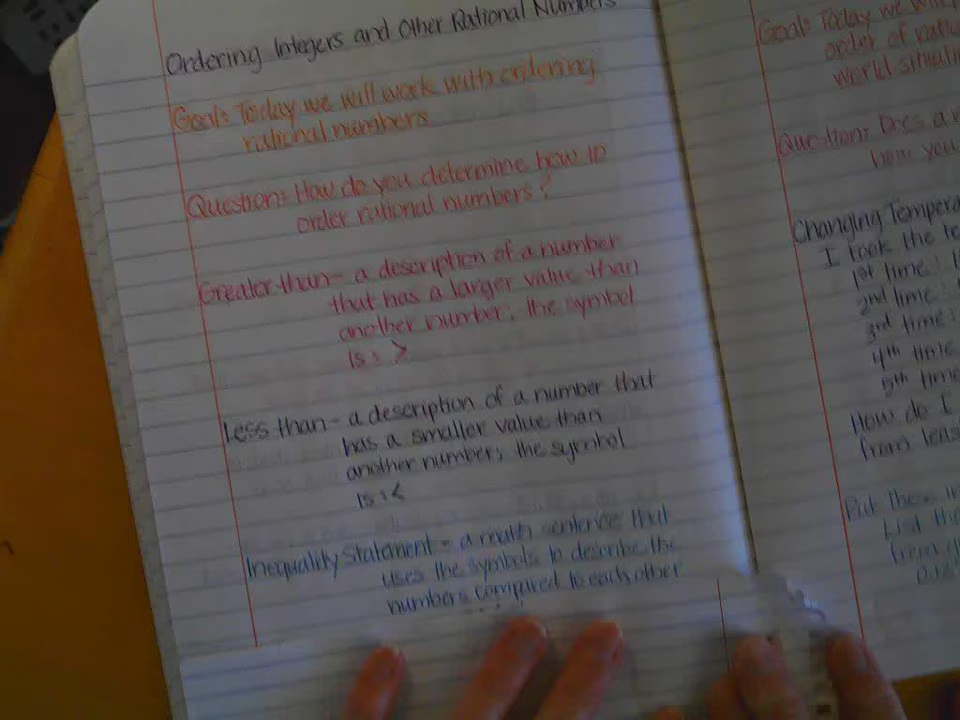 Ordering Integers and Other Rational Numbers
Goal: Today we will work with ordering
rational numbers
Question: How do you determine how to
order rational numbers?
Greater than - a description of a number
that has a larger value than
another number; the symbol
is: >
Less than - a description of a number that
has a smaller value than
another number; the symbol
is: <
Inequality Statement - a math sentence that
uses the symbols to describe the
numbers compared to each other
Goal: Today we
order of
world
Question: Does a
how you
Changing
I took the
1st time:
2nd time:
3rd time:
4th time
5th time
How do I
from
Put them in
List the
from